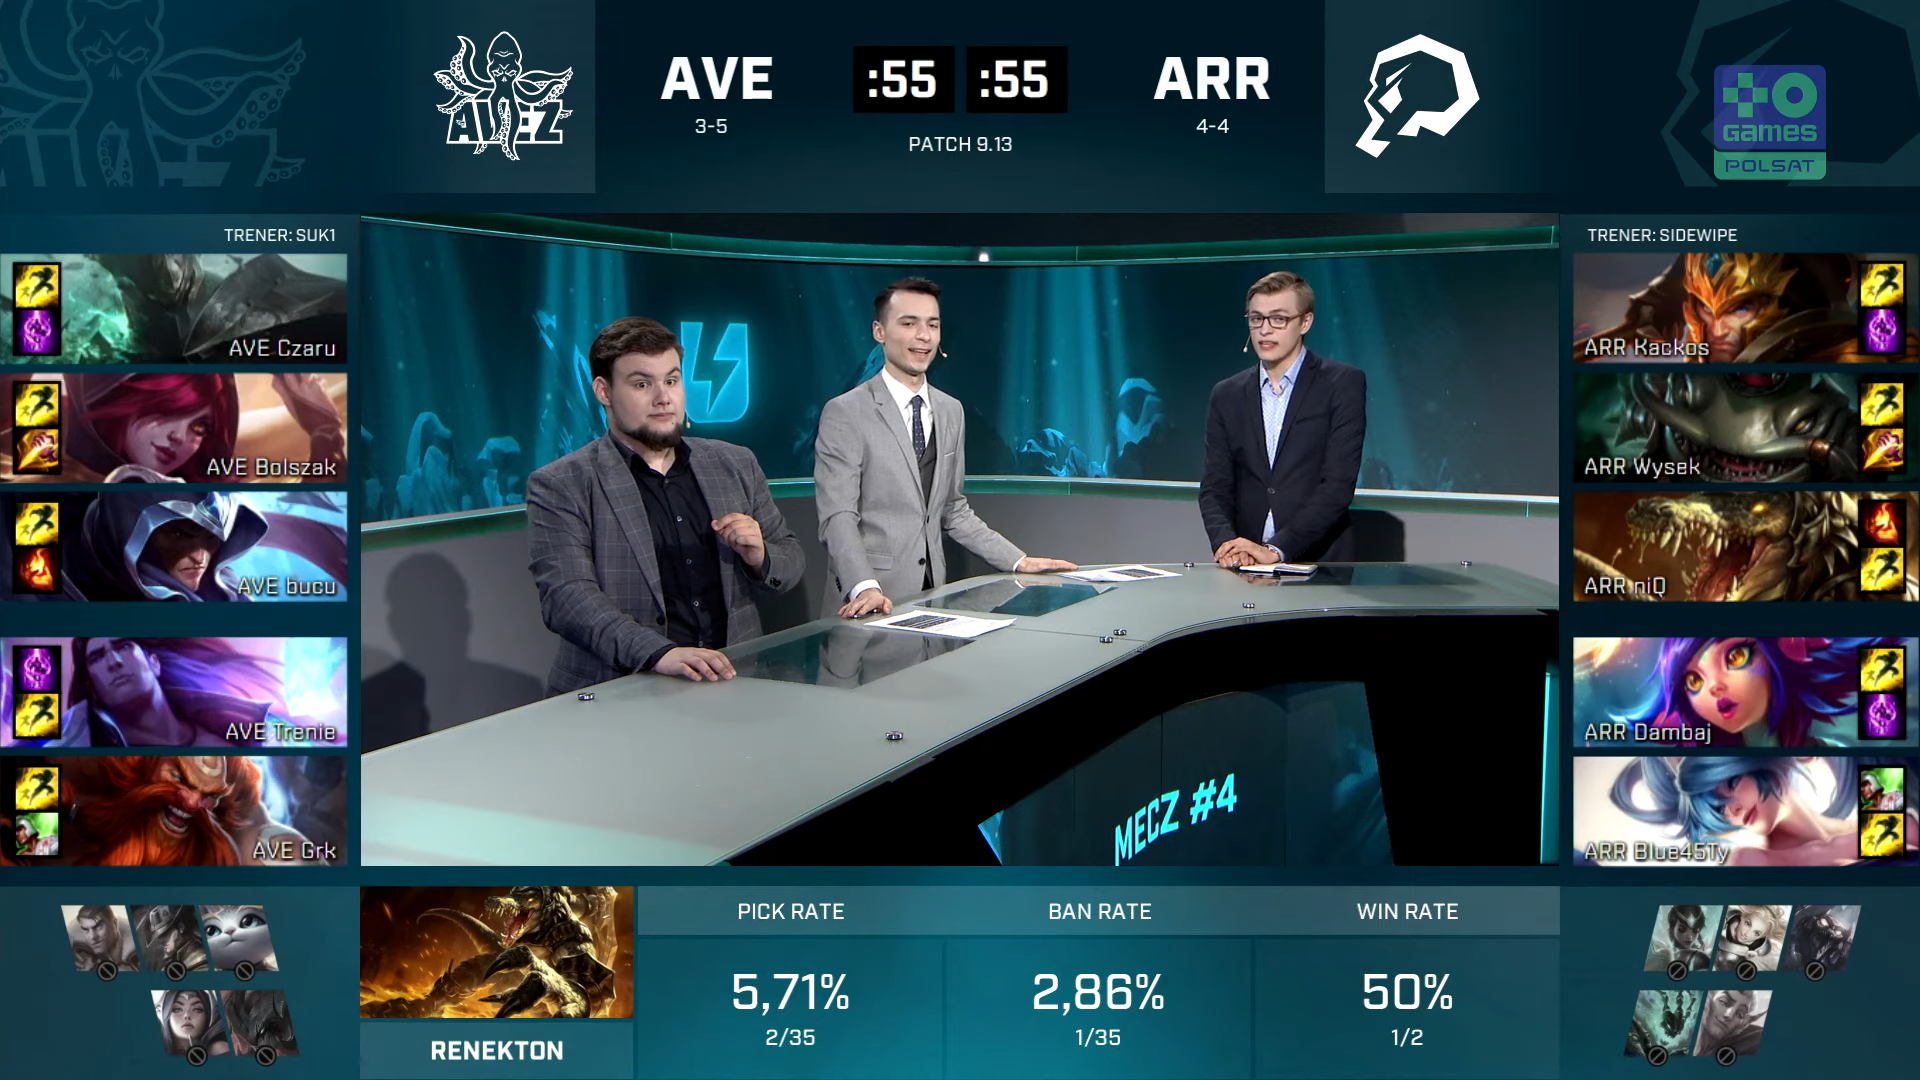 AVE
3-5
:55 :55
PATCH 9.13
ARR
4-4
AVEZ
games
POLSAT
TRENER: SUK1
TRENER: SIDEWIPE
AVE Czaru
AVE Bolszak
AVE bucu
AVE Trenie
AVE Grk
ARR Kackos
ARR Wysek
ARR niQ
ARR Dambaj
ARR Blue45Ty
MECZ #4
RENEKTON
PICK RATE
5,71%
2/35
BAN RATE
2,86%
1/35
WIN RATE
50%
1/2